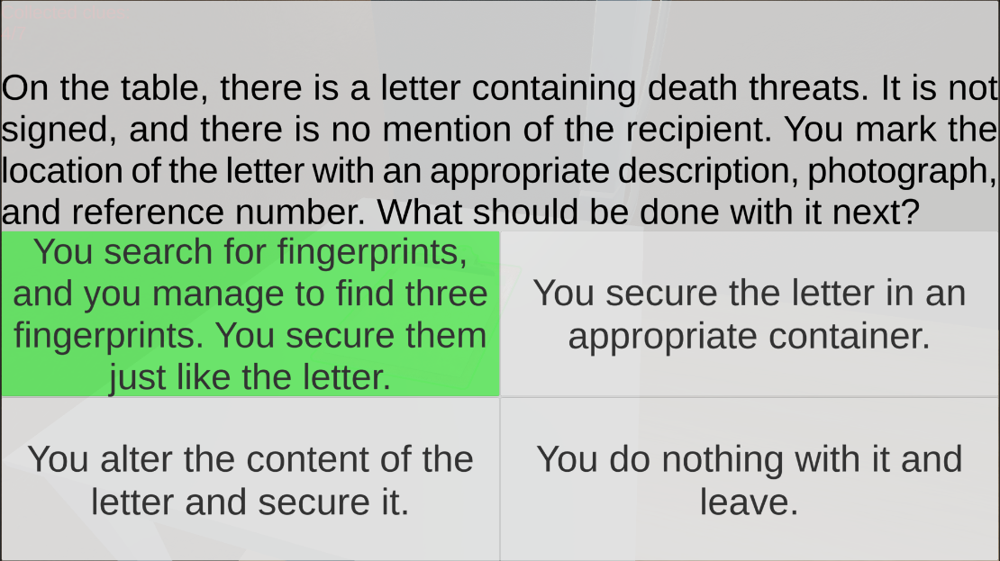 On the table, there is a letter containing death threats. It is not
signed, and there is no mention of the recipient. You mark the
location of the letter with an appropriate description, photograph,
and reference number. What should be done with it next?
You search for fingerprints,
and you manage to find three
fingerprints. You secure them
just like the letter.
You secure the letter in an
appropriate container.
You alter the content of the
letter and secure it.
You do nothing with it and
leave.